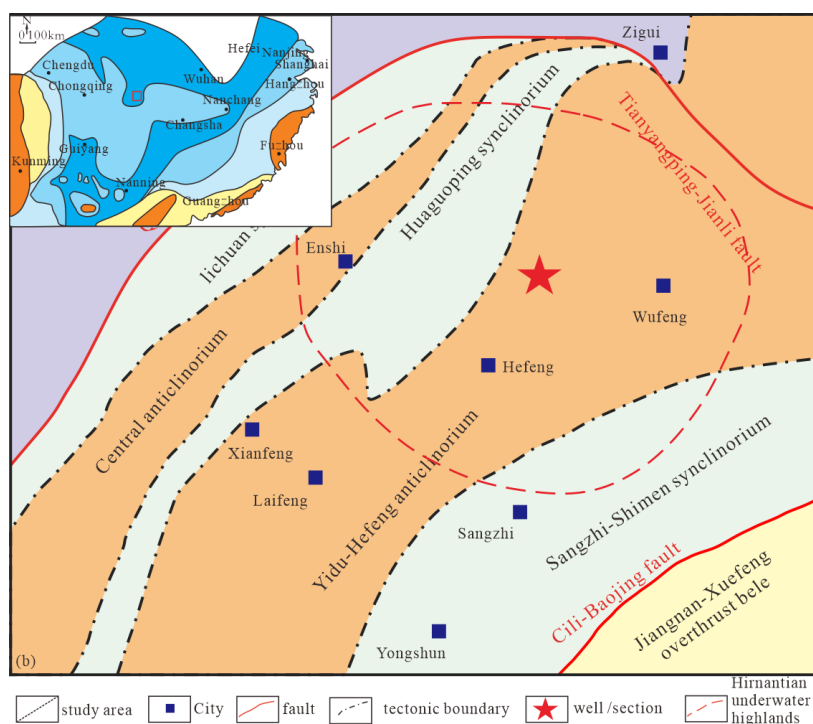 N
0 100km
Hefei
Nanjing
Shanghai
Chengdu
Wuhan
Hangzhou
Chongqing
Nanchang
Changsha
Guiyang
Fuzhou
Kunming
Nanning
Guangzhou
Zigui
Tianyangping-Jianli fault
Huaguoping synclinorium
lichuan
Enshi
Wufeng
Hefeng
Central anticlinorium
Xianfeng
Laifeng
Yidu-Hefeng anticlinorium
Sangzhi
Sangzhi-Shimen synclinorium
Cili-Baojing fault
Jiangnan-Xuefeng
overthrust bele
Yongshun
(b)
study area
City
fault
tectonic boundary
well /section
Hirnantian
underwater
highlands